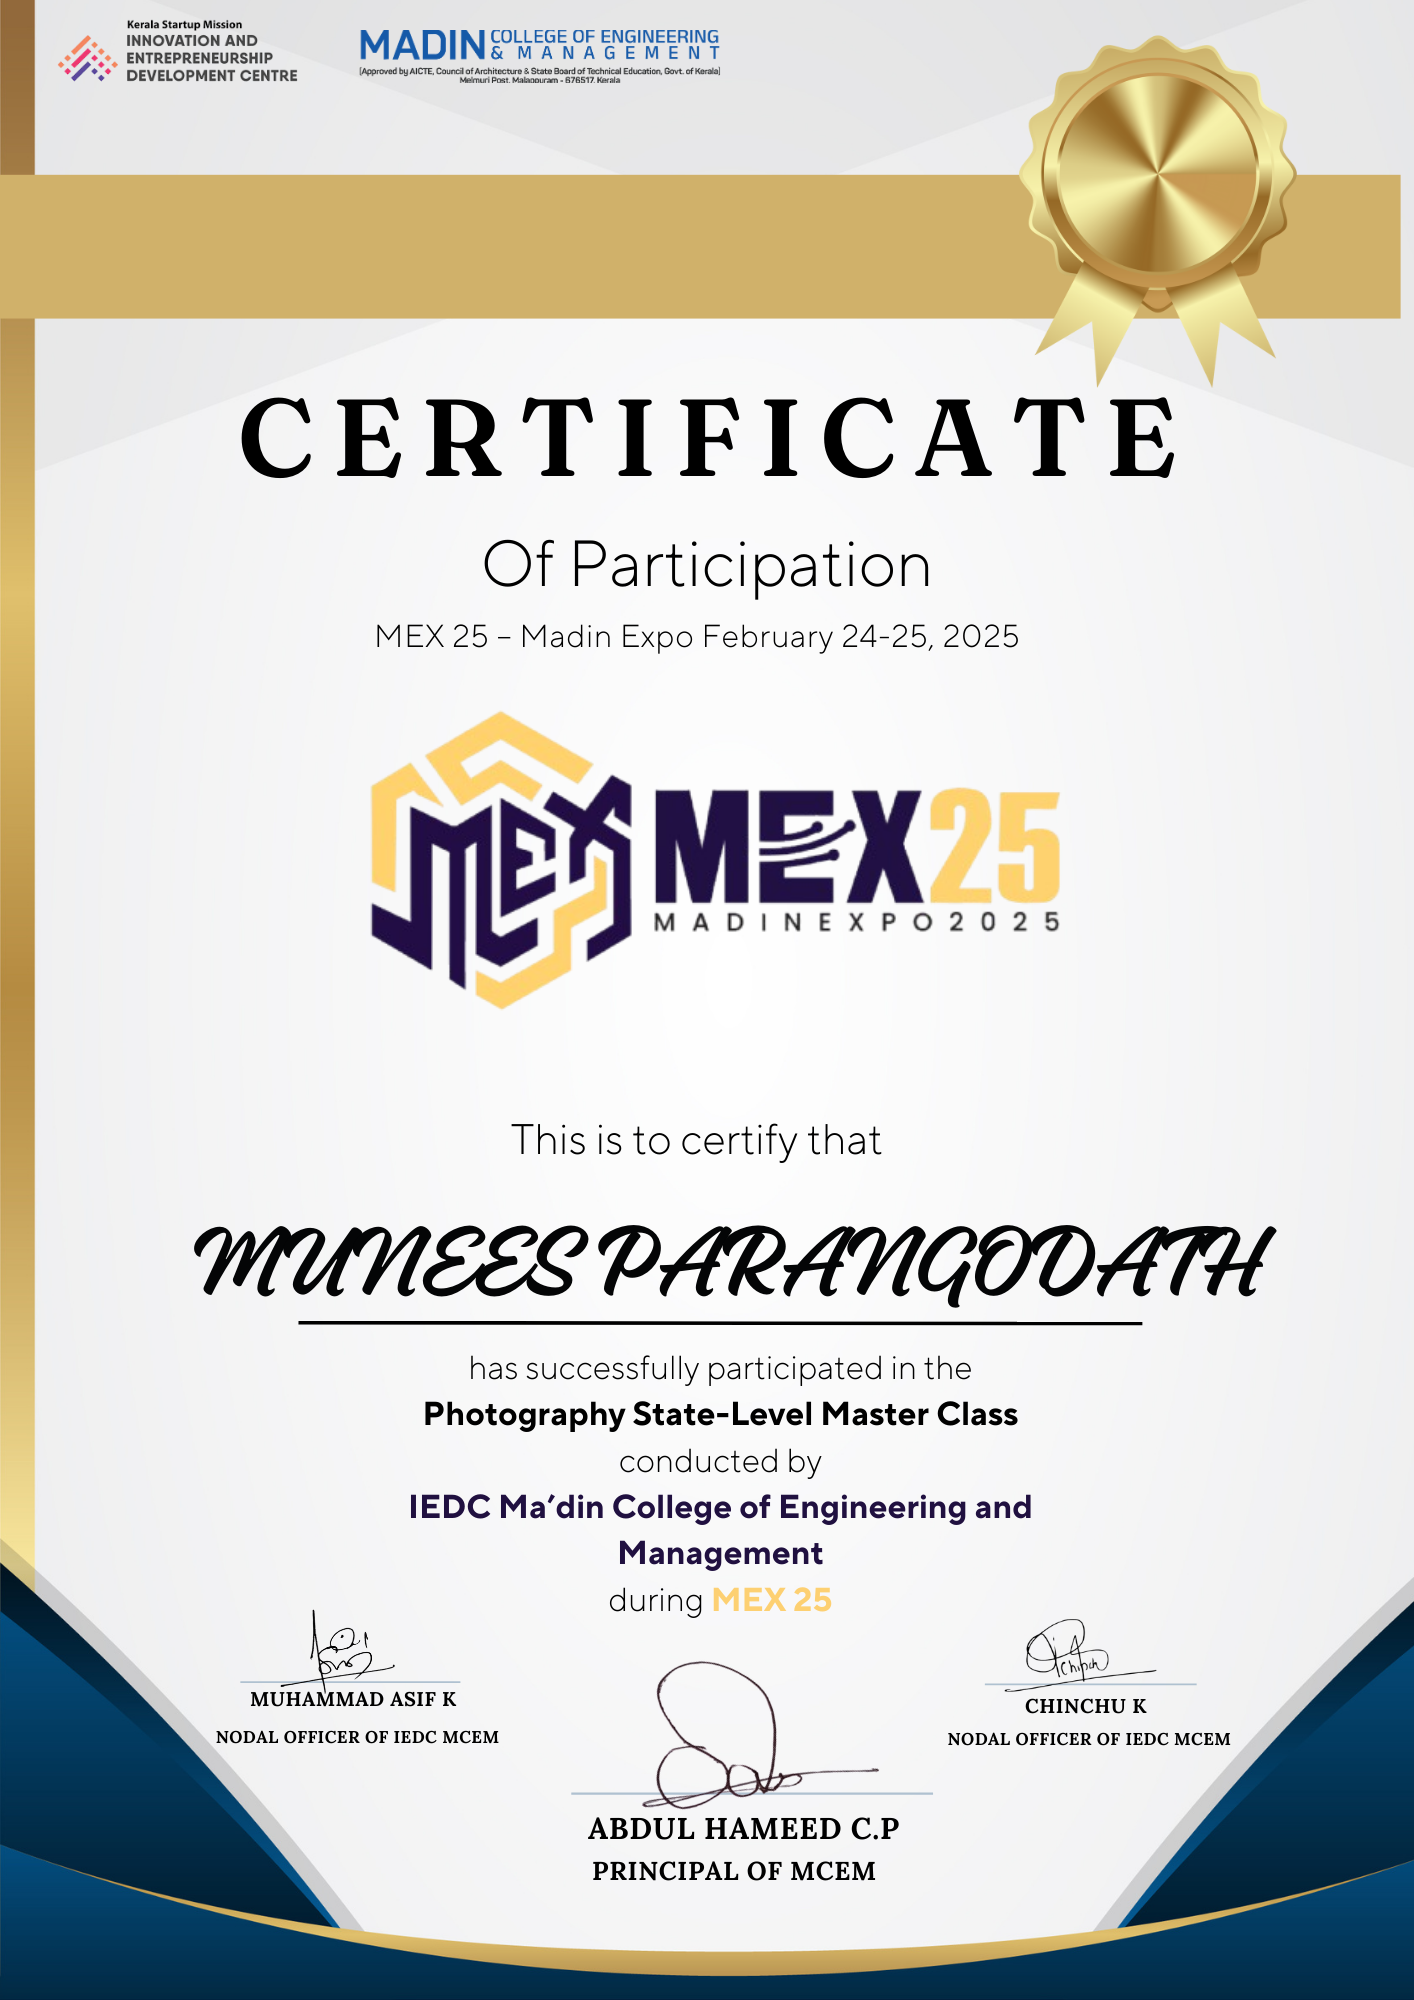 Kerala Startup Mission
INNOVATION AND
ENTREPRENEURSHIP
DEVELOPMENT CENTRE
MADIN COLLEGE OF ENGINEERING
& MANAGEMENT
(Approved by AICTE, Council of Architecture & State Board of Technical Education, Govt. of Kerala)
Melmuri Post, Malappuram - 676517, Kerala
CERTIFICATE
Of Participation
MEX 25 – Madin Expo February 24-25, 2025
MEX
MEX25
MADINEXPO2025
This is to certify that
MUNEES PARANGODATH
has successfully participated in the
Photography State-Level Master Class
conducted by
IEDC Ma’din College of Engineering and
Management
during MEX 25
MUHAMMAD ASIF K
NODAL OFFICER OF IEDC MCEM
CHINCHU K
NODAL OFFICER OF IEDC MCEM
ABDUL HAMEED C.P
PRINCIPAL OF MCEM